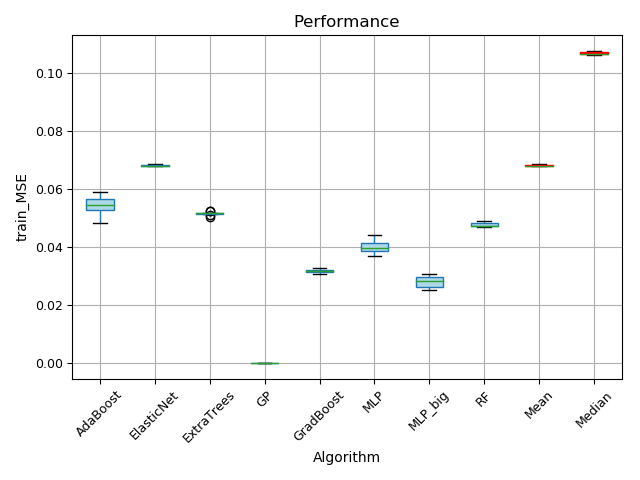 Performance
train_MSE
0.10
0.08
0.06
0.04
0.02
0.00
AdaBoost
ElasticNet
ExtraTrees
GP
GradBoost
MLP
MLP_big
RF
Mean
Median
Algorithm